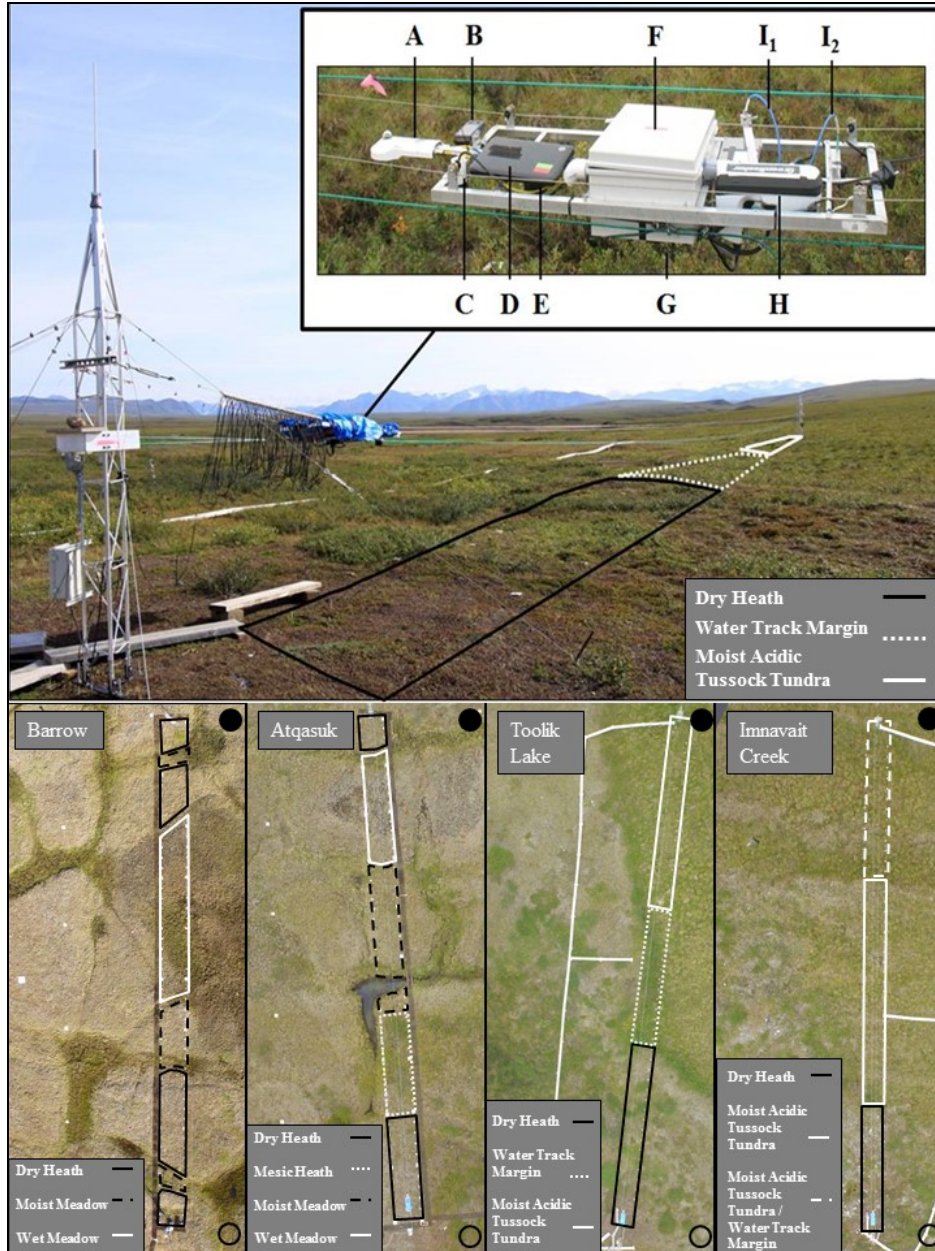 A B F I1 I2
C D E G H
Dry Heath
Water Track Margin
Moist Acidic
Tussock Tundra
Barrow
Dry Heath
Moist Meadow
Wet Meadow
Atqasuk
Dry Heath
Mesic Heath
Moist Meadow
Wet Meadow
Toolik
Lake
Dry Heath
Water Track
Margin
Moist Acidic
Tussock
Tundra
Imnavait
Creek
Dry Heath
Moist Acidic
Tussock
Tundra
Moist Acidic
Tussock
Tundra /
Water Track
Margin